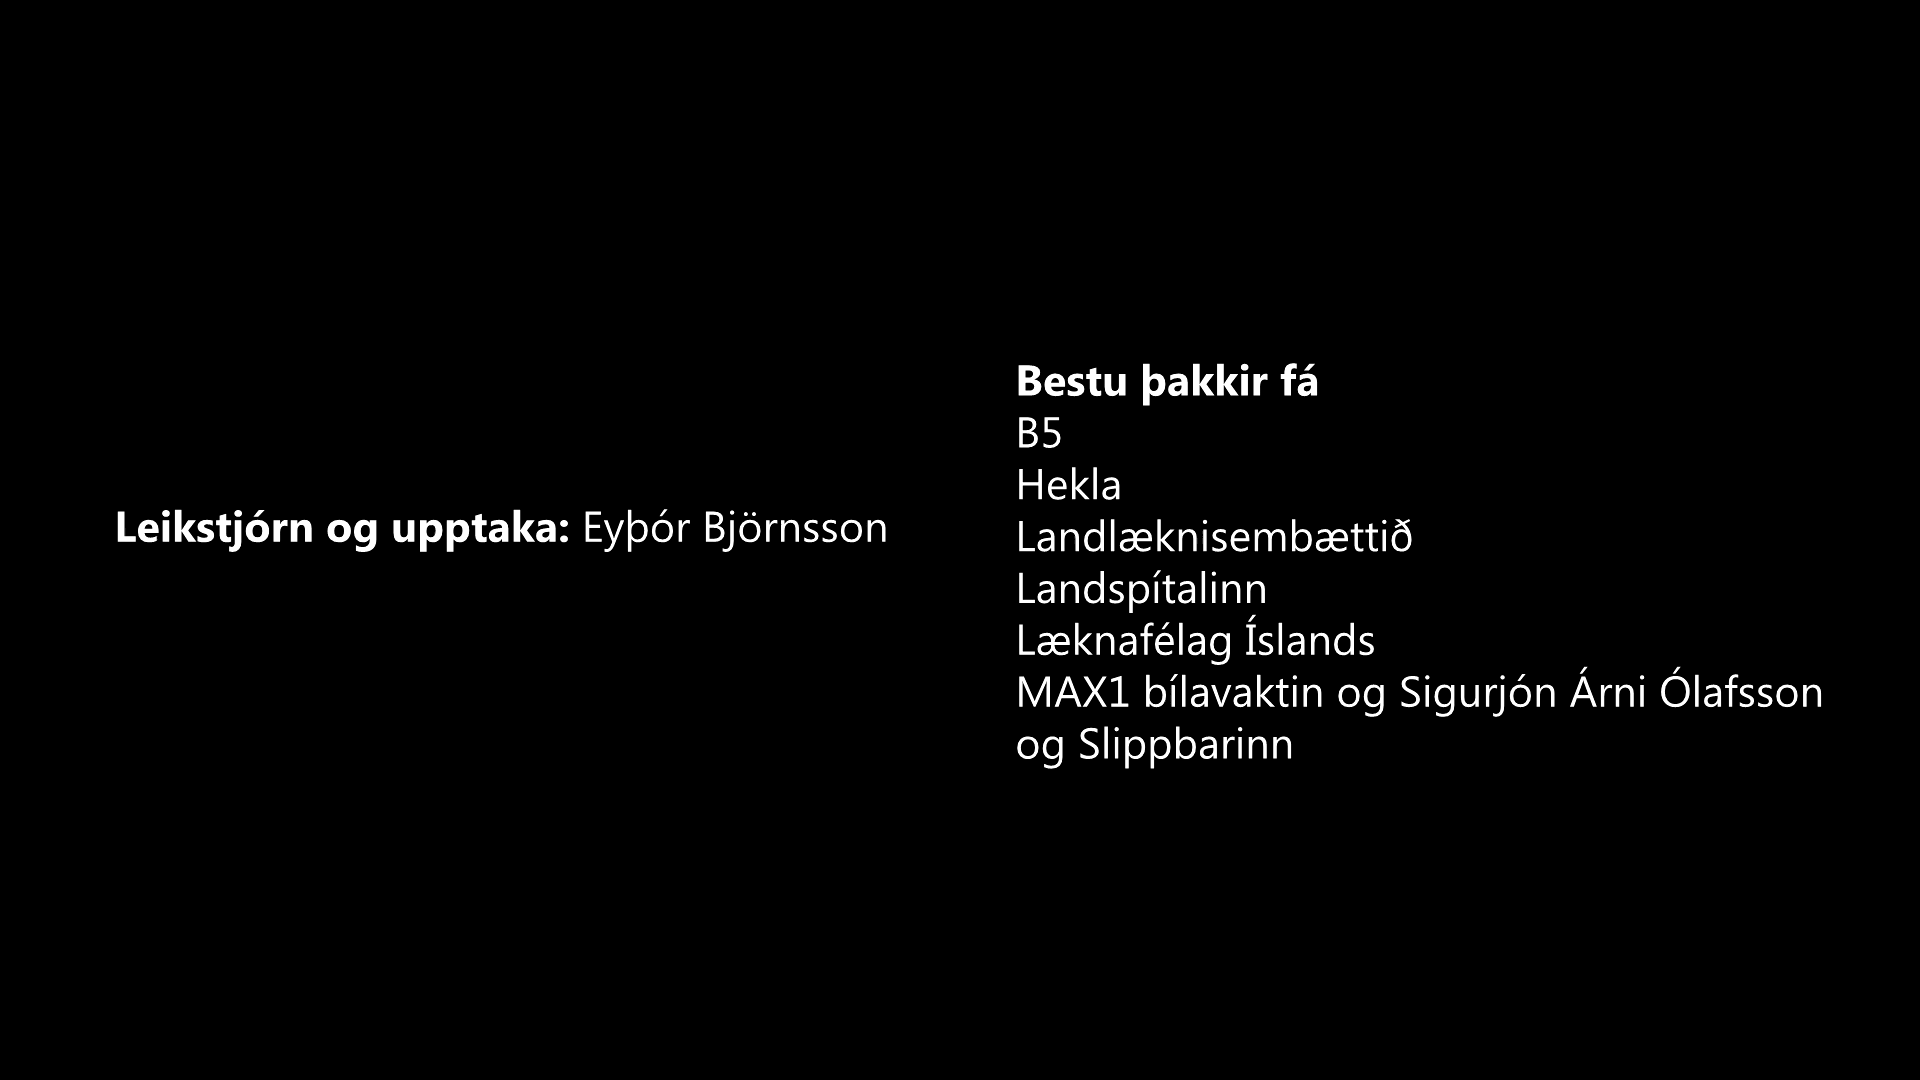 Leikstjórn og upptaka: Eyþór Björnsson
Bestu þakkir fá
B5
Hekla
Landlæknisembættið
Landspítalinn
Læknafélag Íslands
MAX1 bílavaktin og Sigurjón Árni Ólafsson
og Slippbarinn